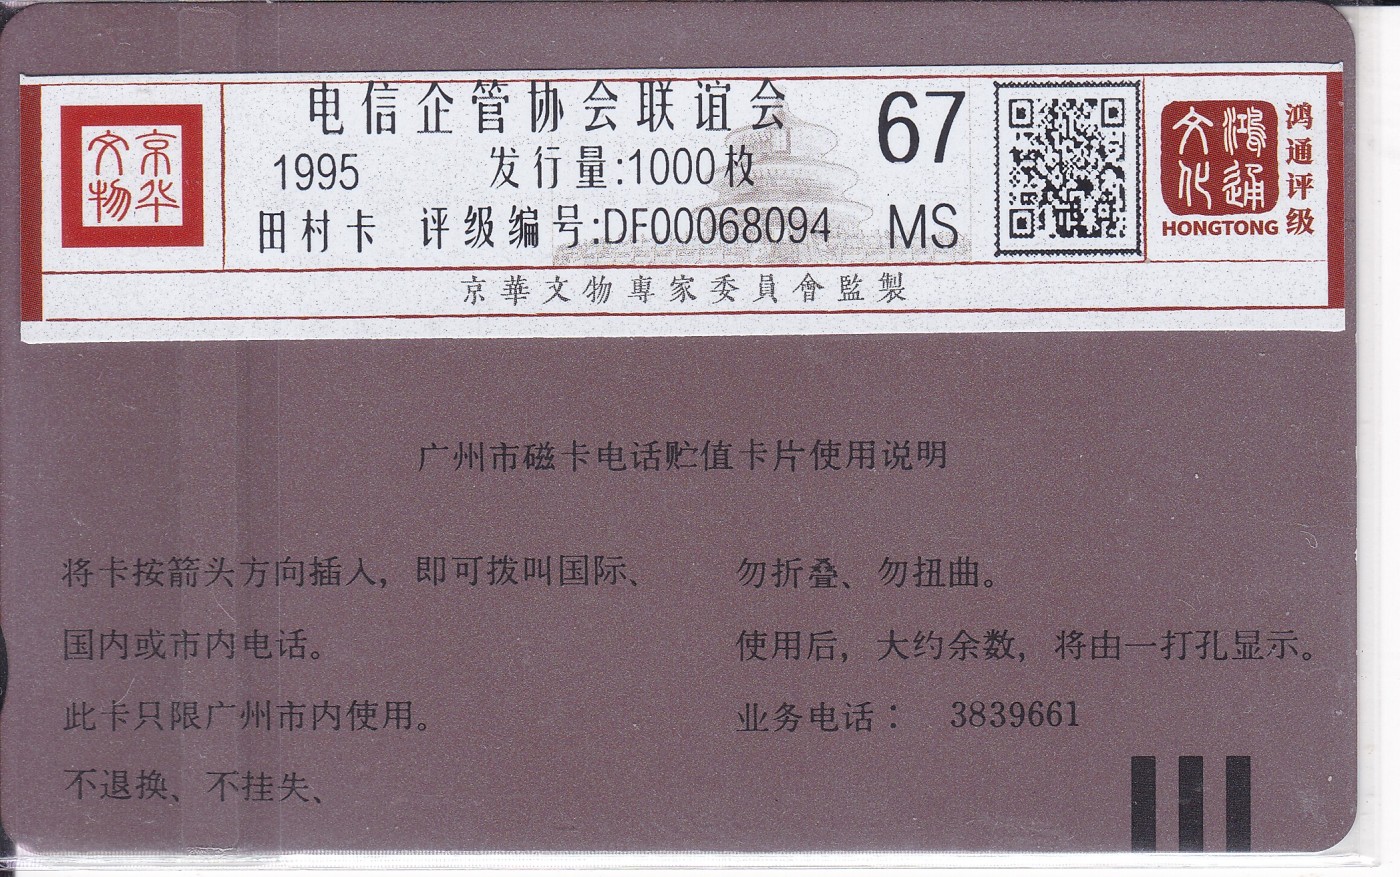 京华
文物
电信企管协会联谊会
1995 发行量:1000枚
田村卡 评级编号:DF00068094
67
MS
鸿通
文化
HONGTONG
鸿通评级
京華文物專家委員會監製
广州市磁卡电话贮值卡片使用说明
将卡按箭头方向插入，即可拨叫国际、
国内或市内电话。
此卡只限广州市内使用。
不退换、不挂失、
勿折叠、勿扭曲。
使用后，大约余数，将由一打孔显示。
业务电话： 3839661